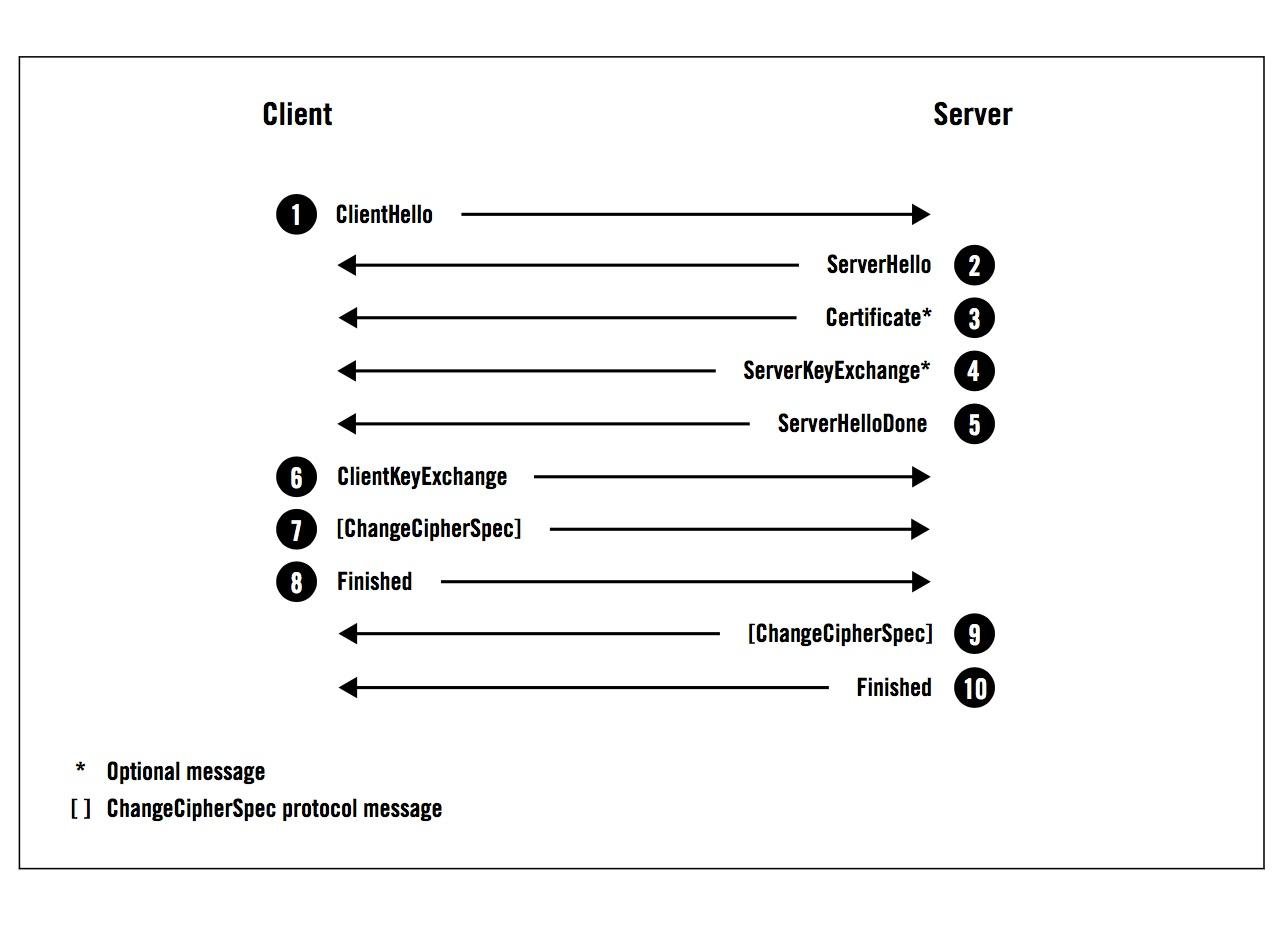 Client Server
1 ClientHello
ServerHello 2
Certificate* 3
ServerKeyExchange* 4
ServerHelloDone 5
6 ClientKeyExchange
7 [ChangeCipherSpec]
8 Finished
[ChangeCipherSpec] 9
Finished 10
* Optional message
[ ] ChangeCipherSpec protocol message